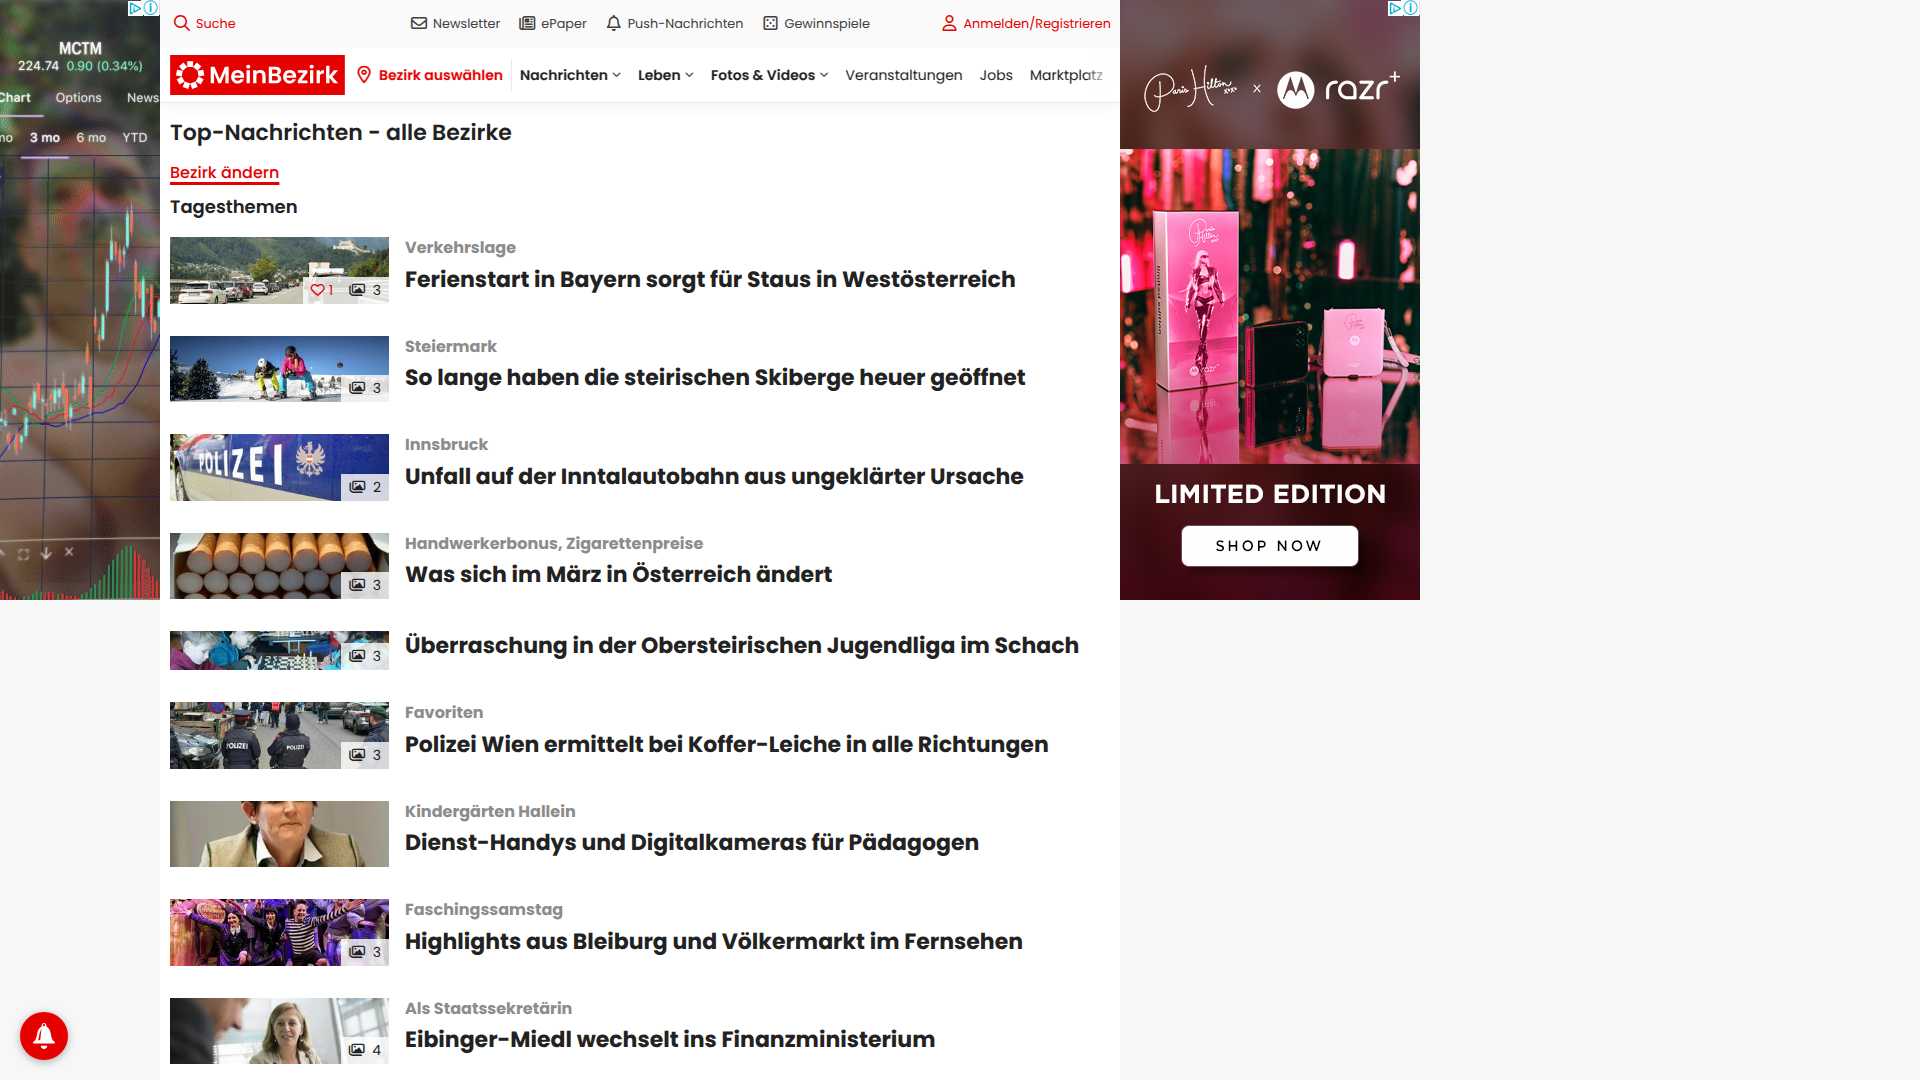 Suche
Newsletter
ePaper
Push-Nachrichten
Gewinnspiele
Anmelden/Registrieren
MeinBezirk
Bezirk auswählen
Nachrichten
Leben
Fotos & Videos
Veranstaltungen
Jobs
Marktplatz
MCTM
224.74 0.90 (0.34%)
Chart Options News
mo 3 mo 6 mo YTD
Top-Nachrichten - alle Bezirke
Bezirk ändern
Tagesthemen
Verkehrslage
Ferienstart in Bayern sorgt für Staus in Westösterreich
1 3
Steiermark
So lange haben die steirischen Skiberge heuer geöffnet
3
Innsbruck
Unfall auf der Inntalautobahn aus ungeklärter Ursache
POLIZEI
2
Handwerkerbonus, Zigarettenpreise
Was sich im März in Österreich ändert
3
Überraschung in der Obersteirischen Jugendliga im Schach
3
Favoriten
Polizei Wien ermittelt bei Koffer-Leiche in alle Richtungen
POLIZEI
POLIZEI
3
Kindergärten Hallein
Dienst-Handys und Digitalkameras für Pädagogen
Faschingssamstag
Highlights aus Bleiburg und Völkermarkt im Fernsehen
3
Als Staatssekretärin
Eibinger-Miedl wechselt ins Finanzministerium
4
Paris Hilton x razr+
razr+
LIMITED EDITION
SHOP NOW